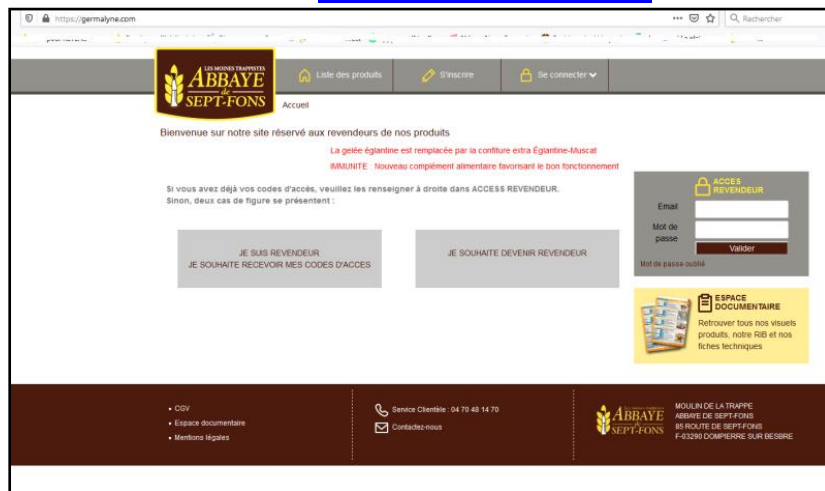 https://germalyne.com
Rechercher
LES MOINES TRAPPISTES
ABBAYE
de
SEPT-FONS
Liste des produits
S'inscrire
Se connecter
Accueil
Bienvenue sur notre site réservé aux revendeurs de nos produits
La gelée églantine est remplacée par la confiture extra Églantine-Muscat
IMMUNITE : Nouveau complément alimentaire favorisant le bon fonctionnement
Si vous avez déjà vos codes d'accés, veuillez les renseigner à droite dans ACCESS REVENDEUR.
Sinon, deux cas de figure se présentent :
JE SUIS REVENDEUR
JE SOUHAITE RECEVOIR MES CODES D'ACCES
JE SOUHAITE DEVENIR REVENDEUR
ACCES
REVENDEUR
Email
Mot de
passe
Valider
Mot de passe oublié
ESPACE
DOCUMENTAIRE
Retrouver tous nos visuels
produits, notre RIB et nos
fiches techniques
CGV
Espace documentaire
Mentions légales
Service Clientèle : 04 70 48 14 70
Contactez-nous
ABBAYE
de
SEPT-FONS
MOULIN DE LA TRAPPE
ABBAYE DE SEPT-FONS
85 ROUTE DE SEPT-FONS
F-03290 DOMPIERRE SUR BESBRE